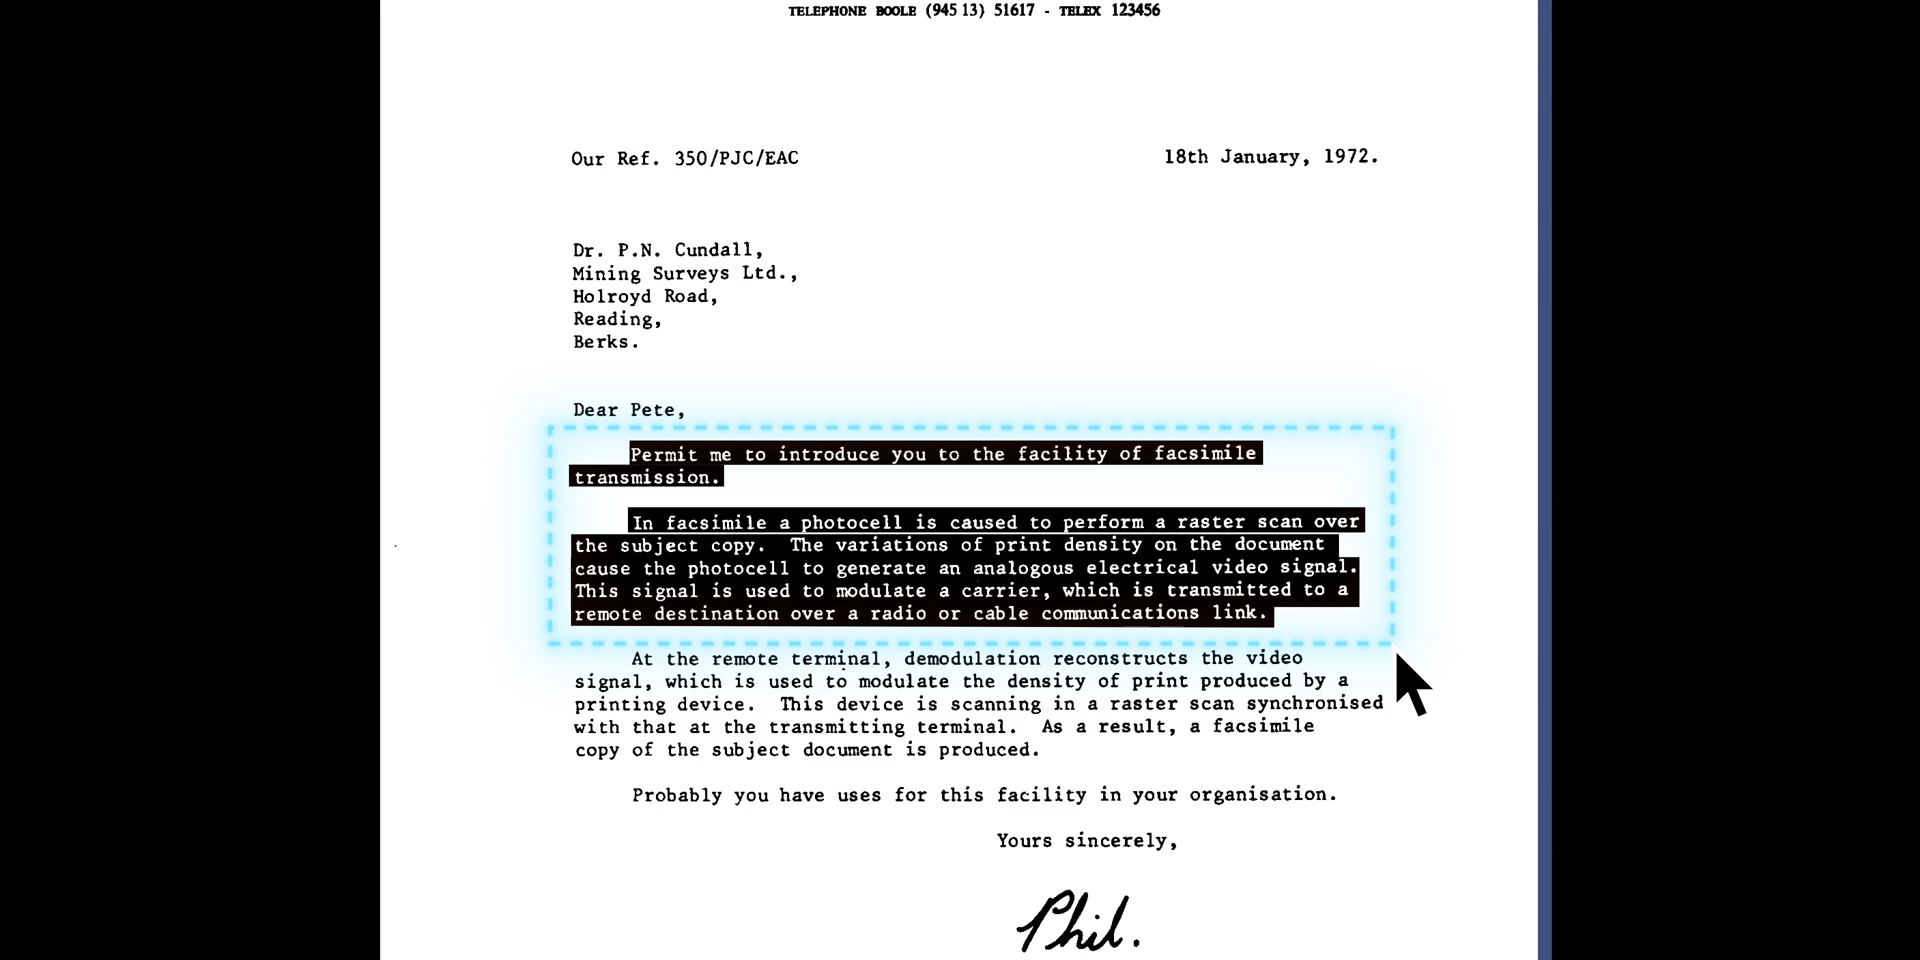 TELEPHONE BOOLE (945 13) 51617 - TELEX 123456
Our Ref. 350/PJC/EAC 18th January, 1972.
Dr. P.N. Cundall,
Mining Surveys Ltd.,
Holroyd Road,
Reading,
Berks.
Dear Pete,
Permit me to introduce you to the facility of facsimile
transmission.
In facsimile a photocell is caused to perform a raster scan over
the subject copy. The variations of print density on the document
cause the photocell to generate an analogous electrical video signal.
This signal is used to modulate a carrier, which is transmitted to a
remote destination over a radio or cable communications link.
At the remote terminal, demodulation reconstructs the video
signal, which is used to modulate the density of print produced by a
printing device. This device is scanning in a raster scan synchronised
with that at the transmitting terminal. As a result, a facsimile
copy of the subject document is produced.
Probably you have uses for this facility in your organisation.
Yours sincerely,
Phil.